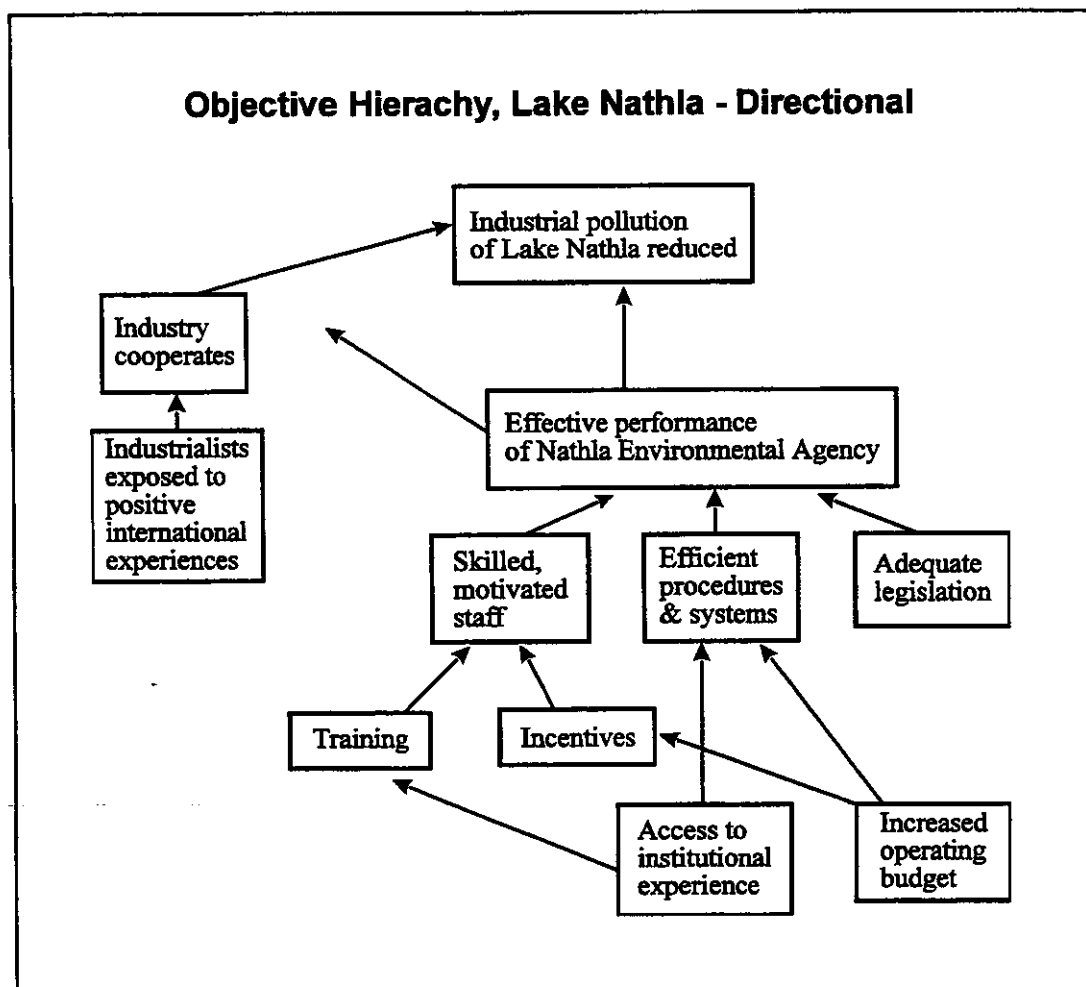 Objective Hierachy, Lake Nathla - Directional
Industrial pollution
of Lake Nathla reduced
Industry
cooperates
Effective performance
of Nathla Environmental Agency
Industrialists
exposed to
positive
international
experiences
Skilled,
motivated
staff
Efficient
procedures
& systems
Adequate
legislation
Training
Incentives
Access to
institutional
experience
Increased
operating
budget